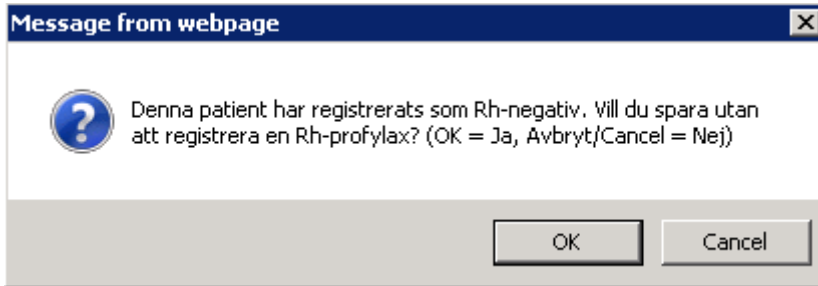 Message from webpage
Denna patient har registrerats som Rh-negativ. Vill du spara utan
att registrera en Rh-profylax? (OK = Ja, Avbryt/Cancel = Nej)
OK
Cancel